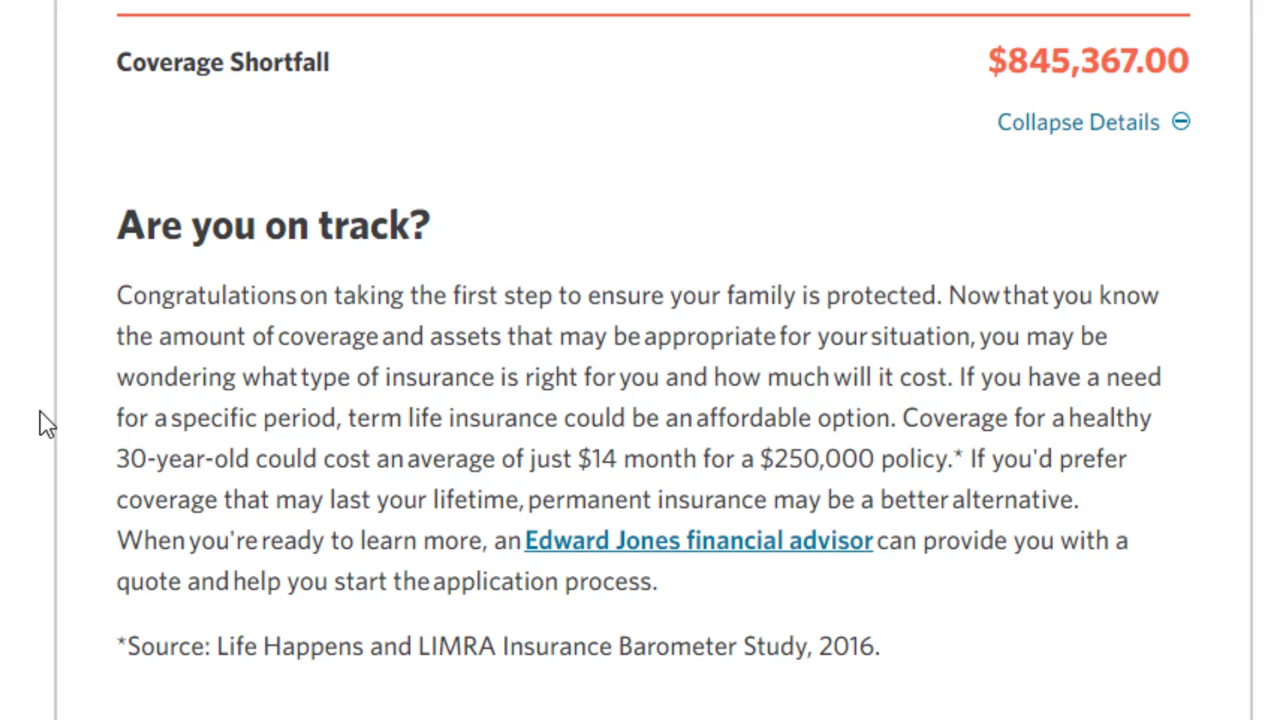 Coverage Shortfall $845,367.00
Collapse Details
Are you on track?
Congratulations on taking the first step to ensure your family is protected. Now that you know
the amount of coverage and assets that may be appropriate for your situation, you may be
wondering what type of insurance is right for you and how much will it cost. If you have a need
for a specific period, term life insurance could be an affordable option. Coverage for a healthy
30-year-old could cost an average of just $14 month for a $250,000 policy.* If you'd prefer
coverage that may last your lifetime, permanent insurance may be a better alternative.
When you're ready to learn more, an Edward Jones financial advisor can provide you with a
quote and help you start the application process.
*Source: Life Happens and LIMRA Insurance Barometer Study, 2016.